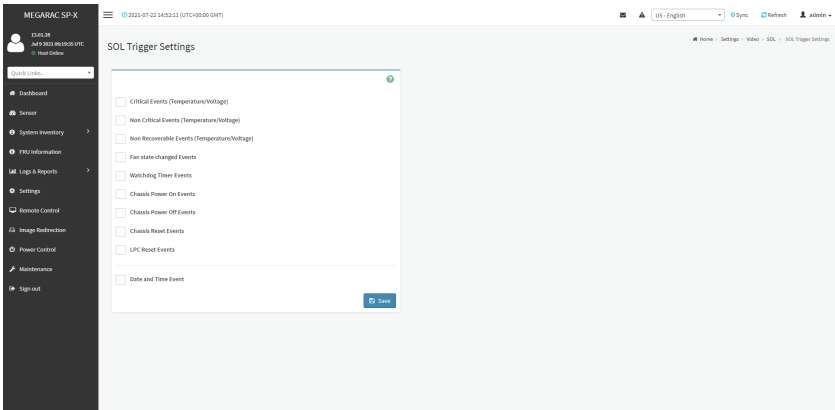 MEGARAC SP-X
2021-07-22 14:52:11 (UTC+00:00 GMT)
US - English
Sync
Refresh
admin
13.01.28
Jul 9 2021 06:19:55 UTC
Host Online
Quick Links...
Dashboard
Sensor
System Inventory
FRU Information
Logs & Reports
Settings
Remote Control
Image Redirection
Power Control
Maintenance
Sign out
SOL Trigger Settings
Home > Settings > Video > SOL > SOL Trigger Settings
Critical Events (Temperature/Voltage)
Non Critical Events (Temperature/Voltage)
Non Recoverable Events (Temperature/Voltage)
Fan state changed Events
Watchdog Timer Events
Chassis Power On Events
Chassis Power Off Events
Chassis Reset Events
LPC Reset Events
Date and Time Event
Save